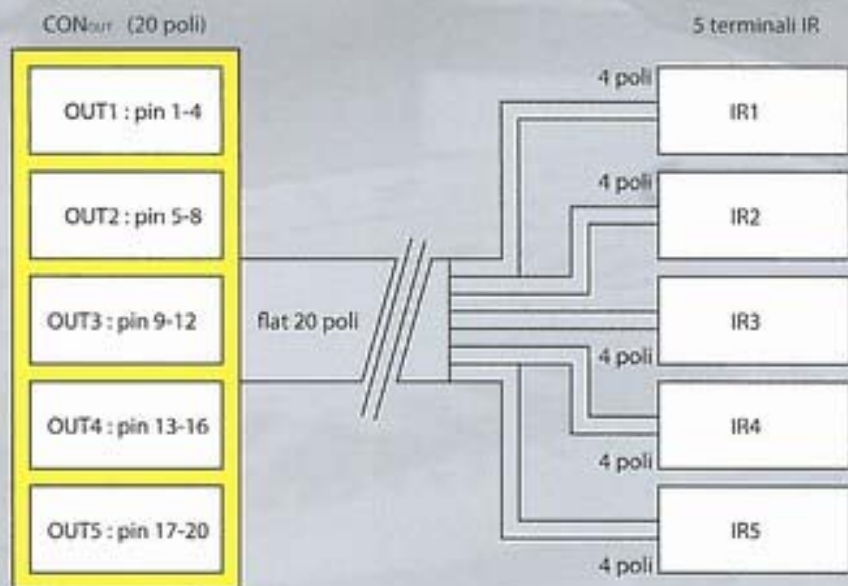 CONOUT (20 poli)
5 terminali IR
OUT1 : pin 1-4
OUT2 : pin 5-8
OUT3 : pin 9-12
OUT4 : pin 13-16
OUT5 : pin 17-20
flat 20 poli
4 poli
IR1
4 poli
IR2
IR3
4 poli
IR4
4 poli
IR5
4 poli